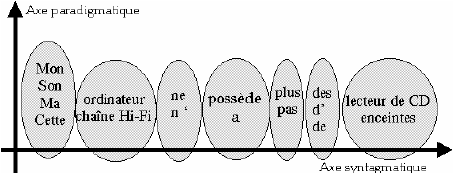 Axe paradigmatique
Mon
Son
Ma
Cette
ordinateur
chaîne Hi-Fi
ne
n ‘
possède
a
plus
pas
des
d’
de
lecteur de CD
enceintes
Axe syntagmatique